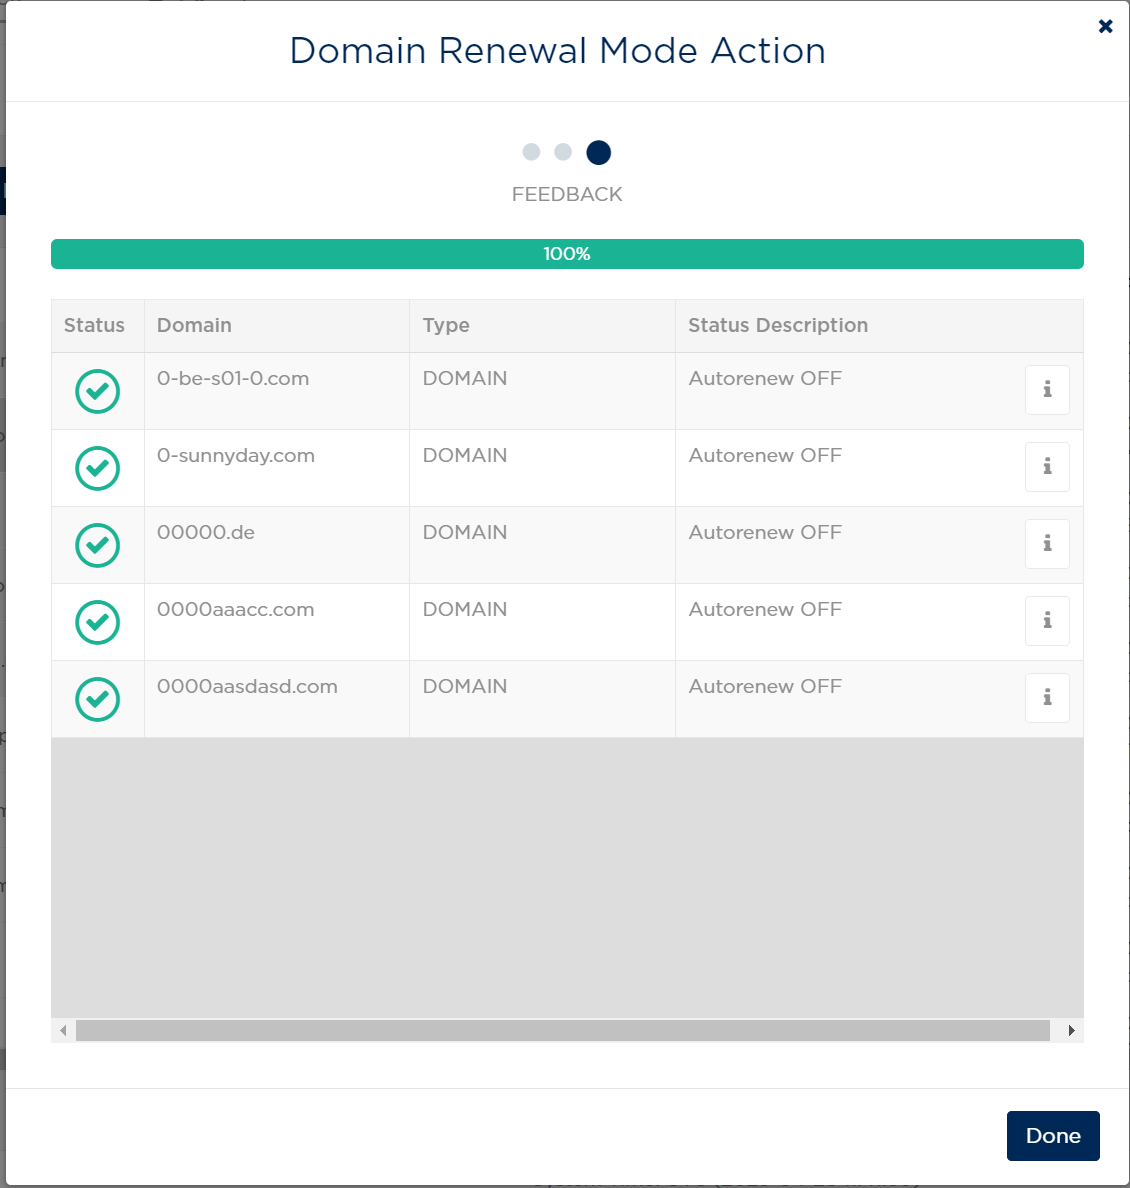 Domain Renewal Mode Action
FEEDBACK
100%
Status Domain Type Status Description
0-be-s01-0.com DOMAIN Autorenew OFF
0-sunnyday.com DOMAIN Autorenew OFF
00000.de DOMAIN Autorenew OFF
0000aaacc.com DOMAIN Autorenew OFF
0000aasdasd.com DOMAIN Autorenew OFF
Done